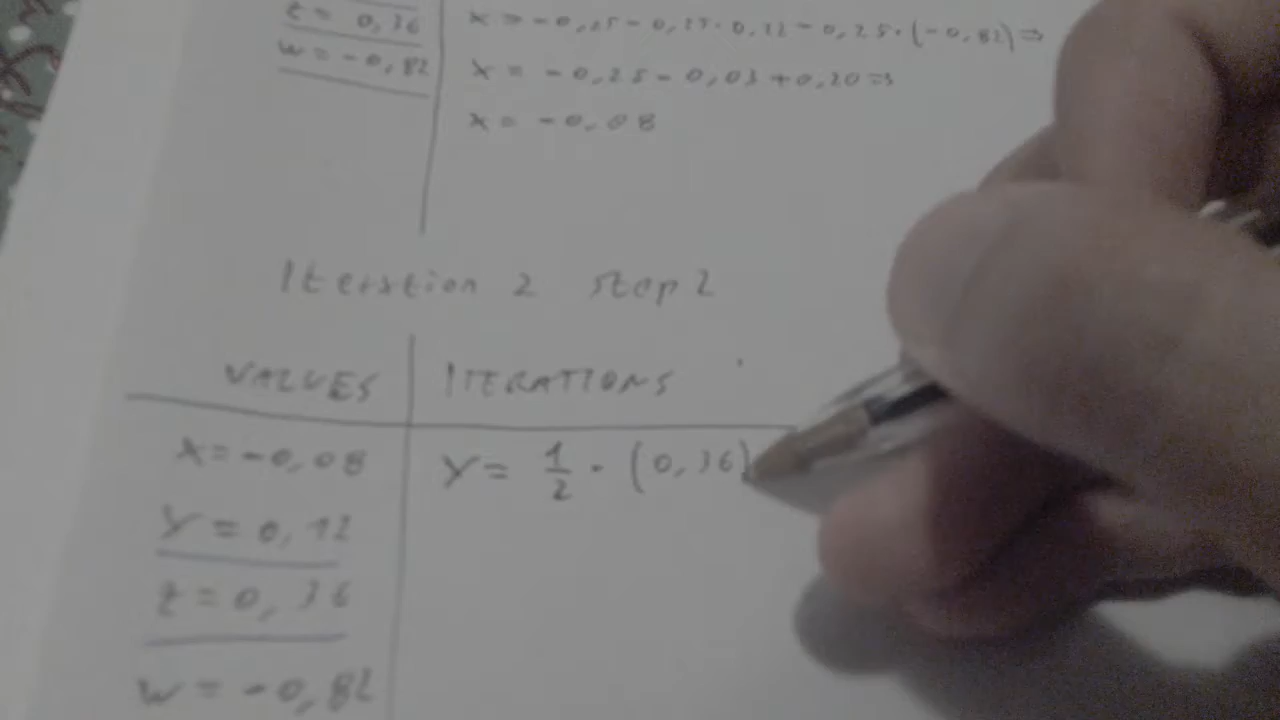 z = 0,36
w = -0,82
x = -0,25 - 0,25·0,12 - 0,25·(-0,82) ⇒
x = -0,25 - 0,03 + 0,20 ⇒
x = -0,08
Iteration 2 step 2
VALUES
ITERATIONS
x = -0,08
y = 0,12
z = 0,36
w = -0,82
y = 1/2 · (0,36)